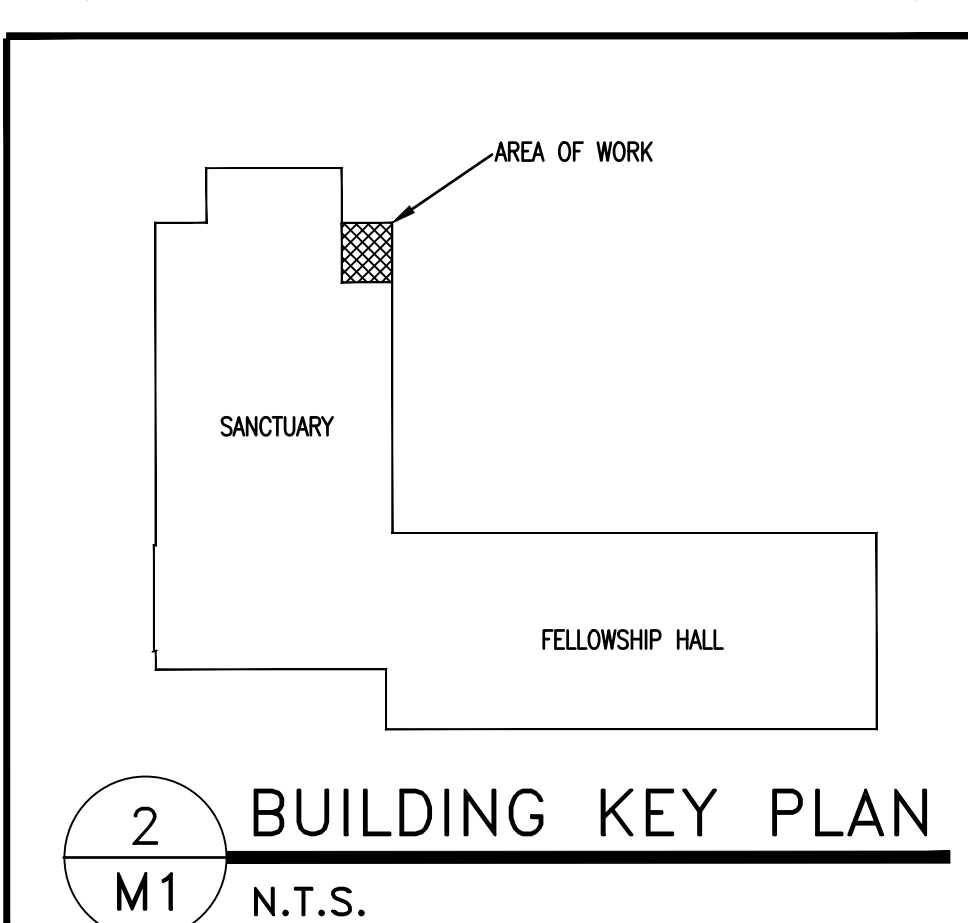 AREA OF WORK
SANCTUARY
FELLOWSHIP HALL
2
BUILDING KEY PLAN
M1
N.T.S.